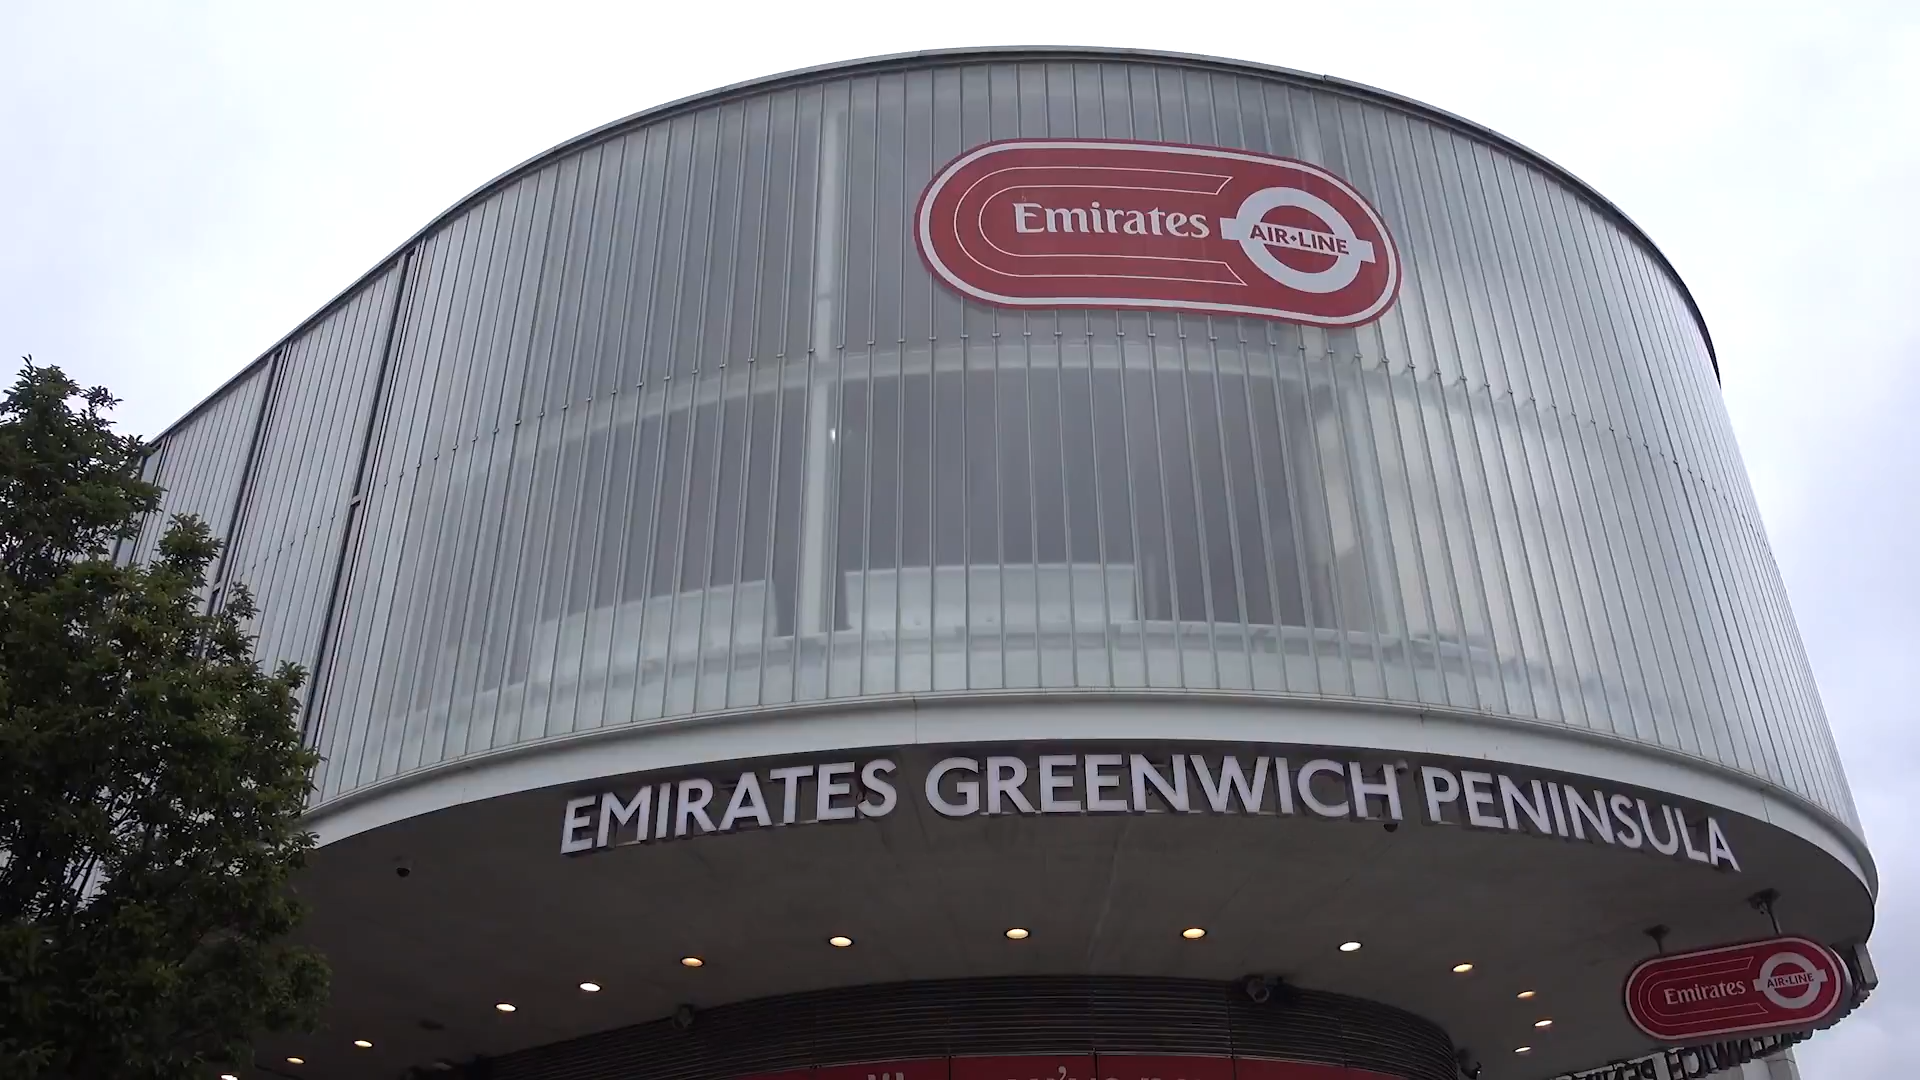 Emirates
AIR•LINE
EMIRATES GREENWICH PENINSULA
Emirates
AIR•LINE